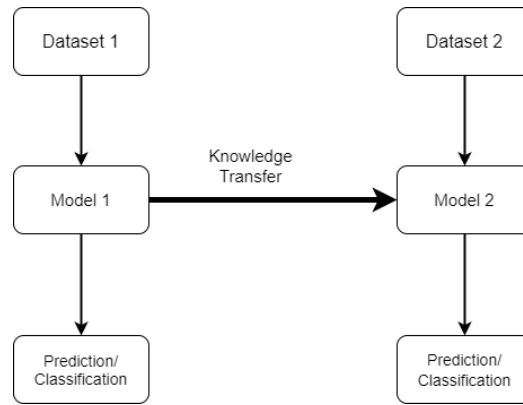 Dataset 1
Dataset 2
Knowledge
Transfer
Model 1
Model 2
Prediction/
Classification
Prediction/
Classification